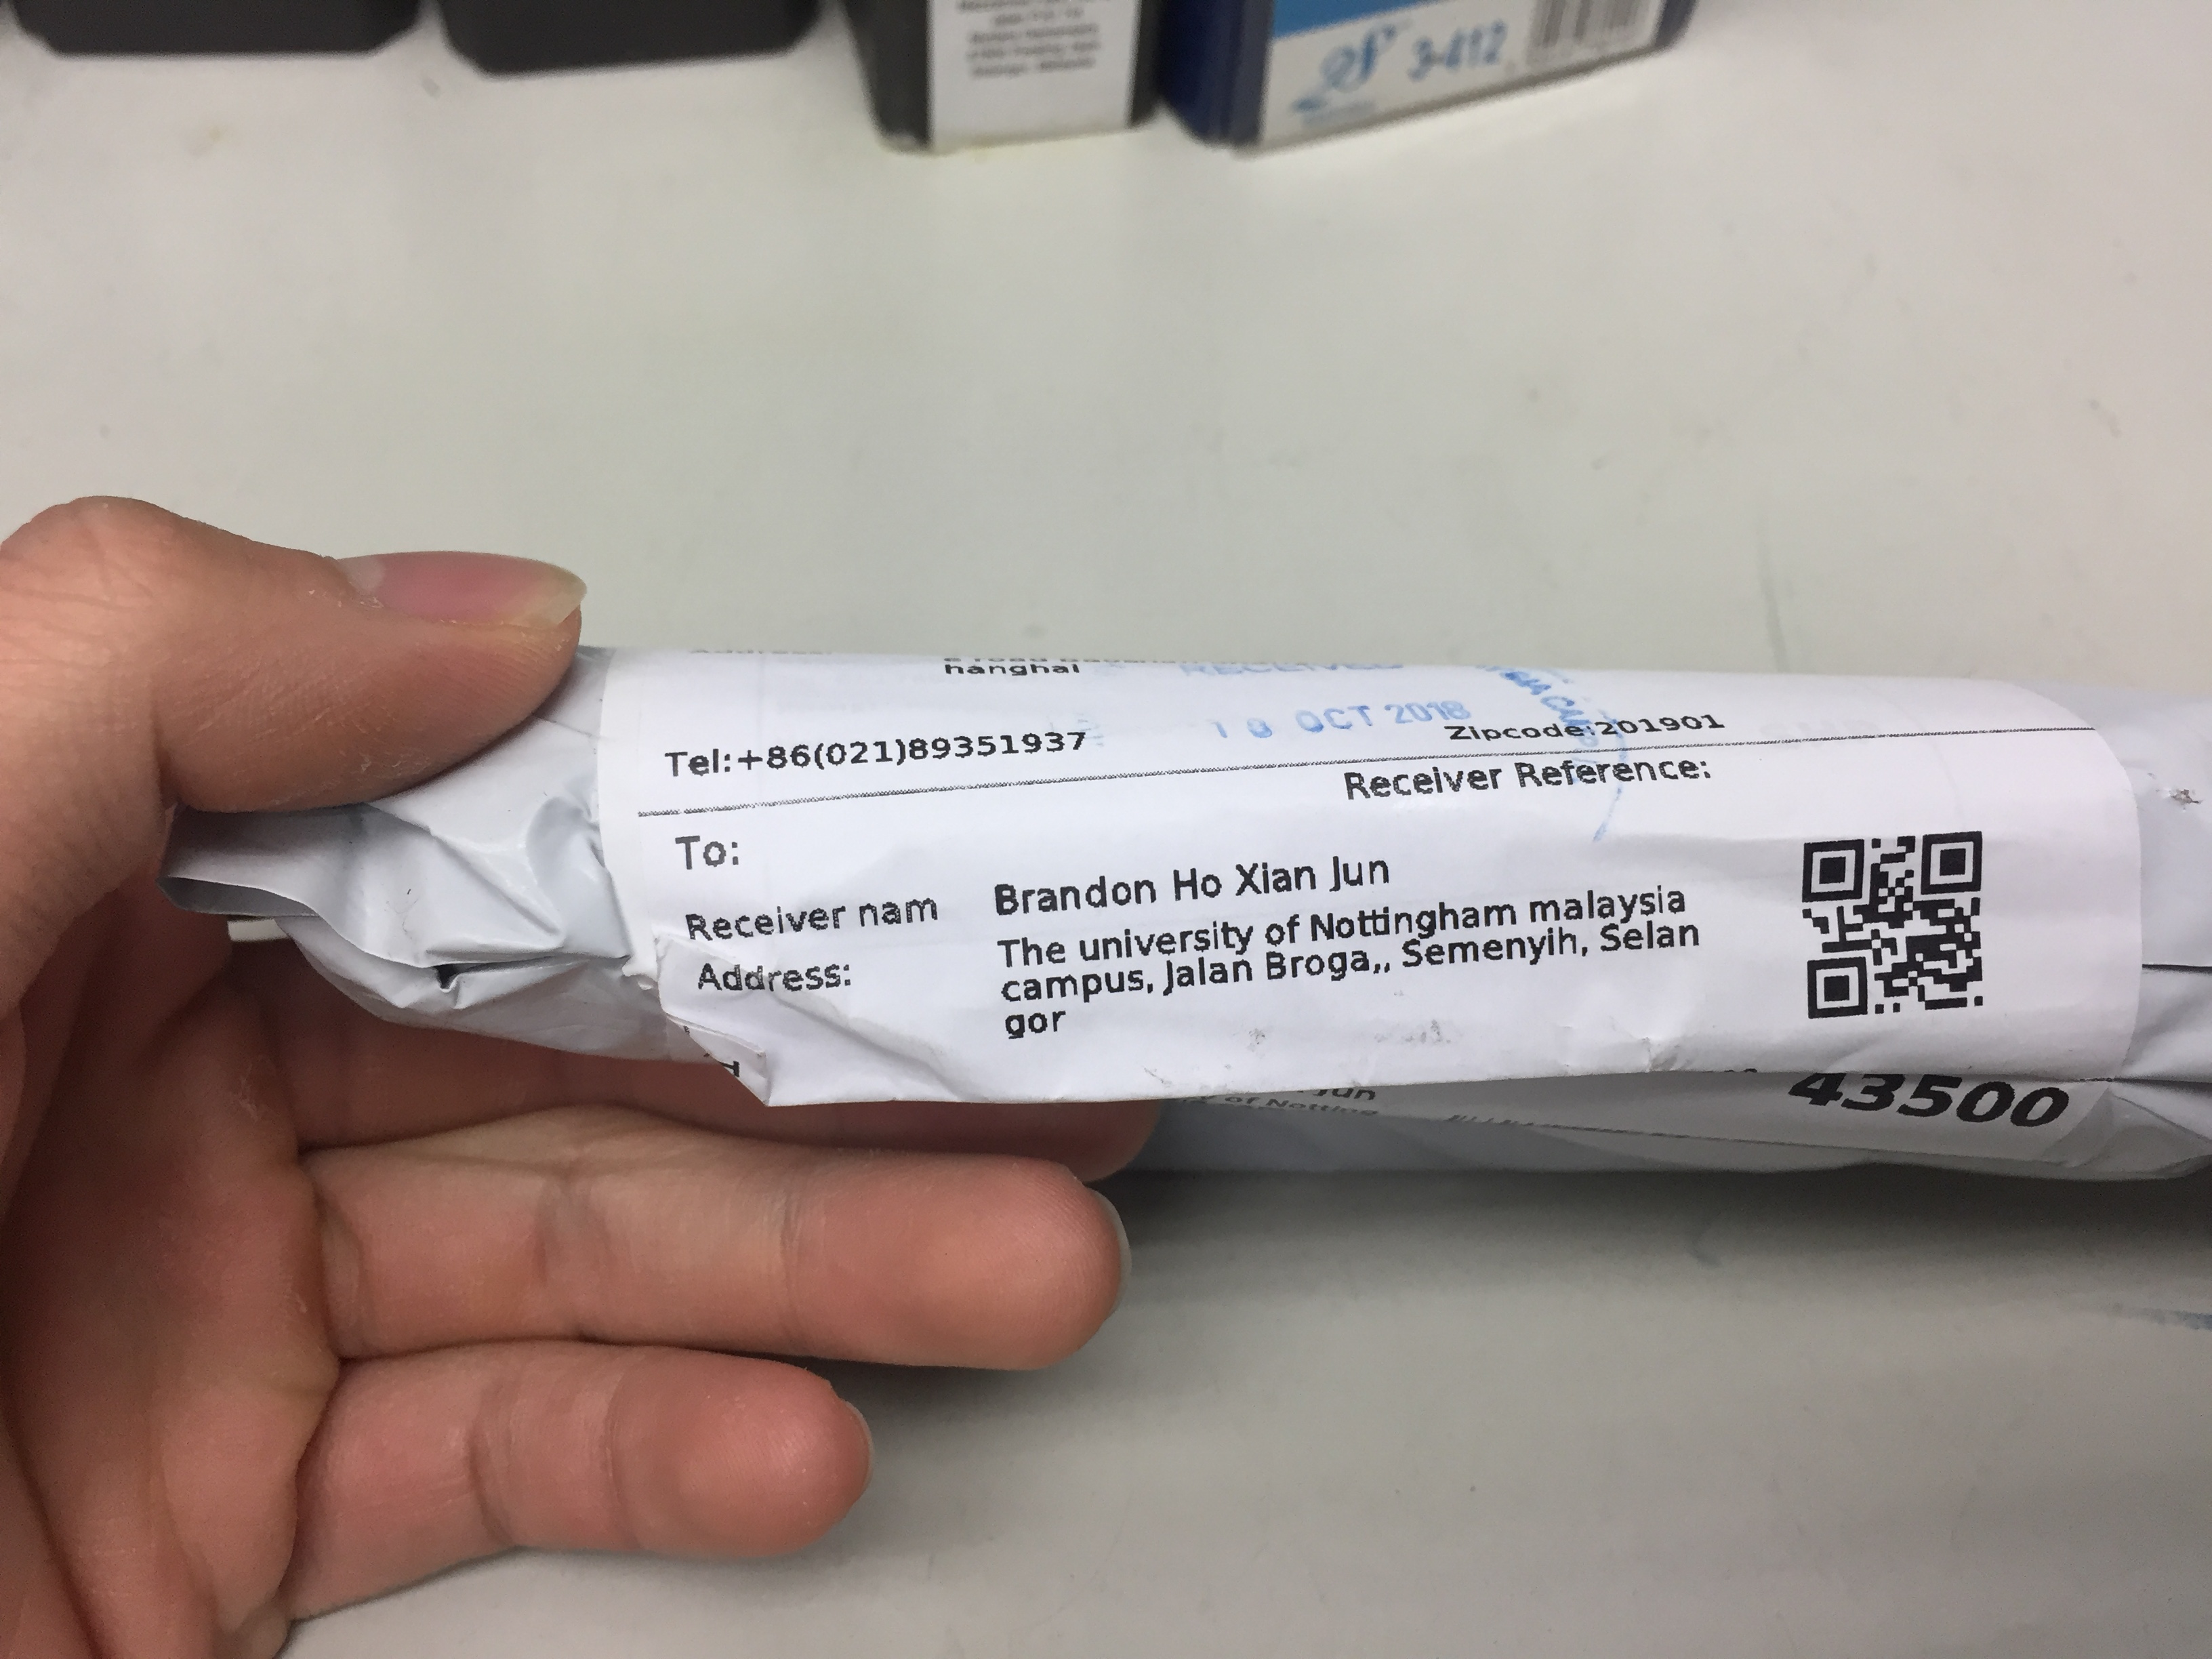 hanghai
Tel:+86(021)89351937
Zipcode:201901
18 OCT 2018
To:
Receiver Reference:
Receiver nam
Brandon Ho Xian Jun
Address:
The university of Nottingham malaysia
campus, Jalan Broga,, Semenyih, Selan
gor
43500